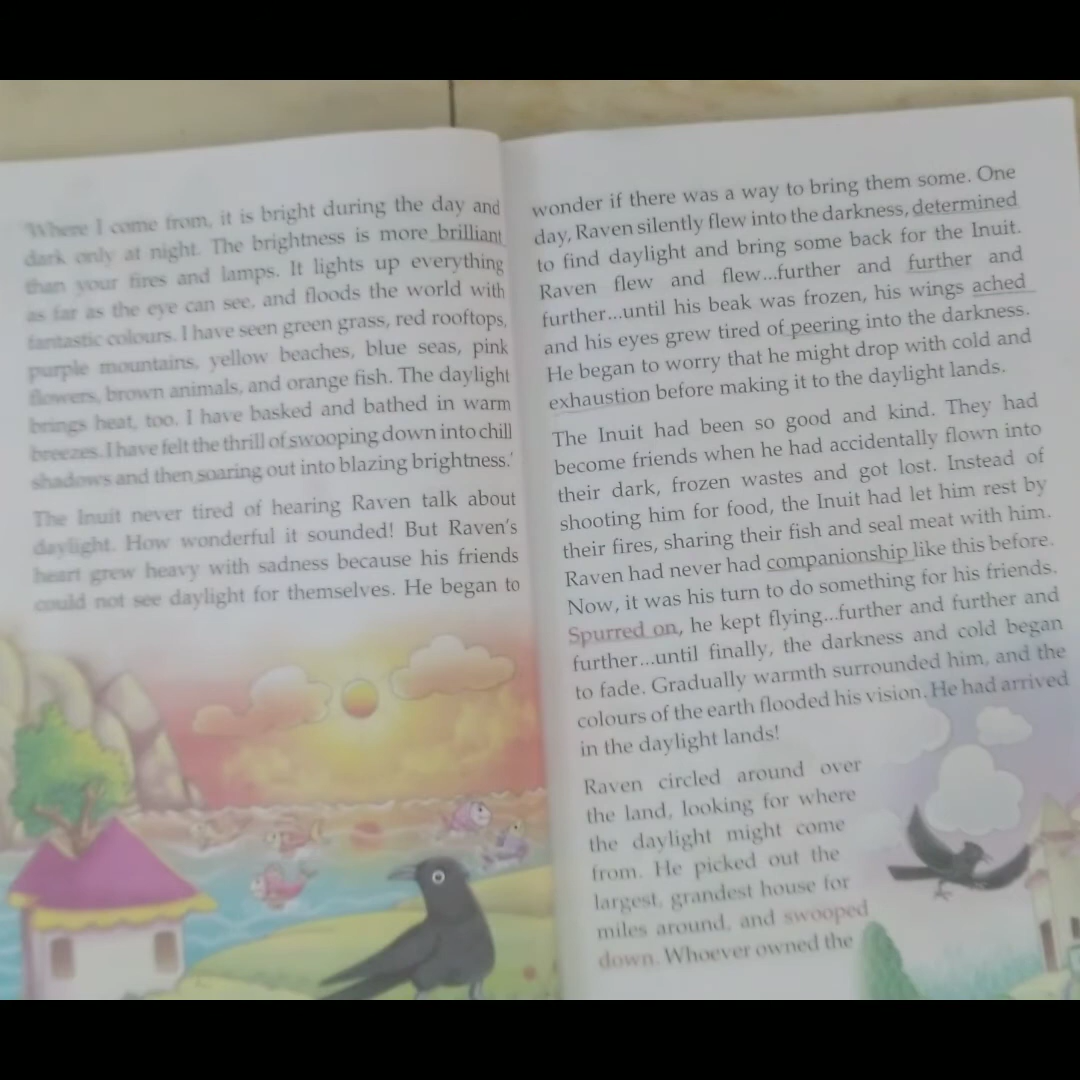 'Where I come from, it is bright during the day and
dark only at night. The brightness is more brilliant
than your fires and lamps. It lights up everything
as far as the eye can see, and floods the world with
fantastic colours. I have seen green grass, red rooftops,
purple mountains, yellow beaches, blue seas, pink
flowers, brown animals, and orange fish. The daylight
brings heat, too. I have basked and bathed in warm
breezes. I have felt the thrill of swooping down into chill
shadows and then soaring out into blazing brightness.'
The Inuit never tired of hearing Raven talk about
daylight. How wonderful it sounded! But Raven's
heart grew heavy with sadness because his friends
could not see daylight for themselves. He began to
wonder if there was a way to bring them some. One
day, Raven silently flew into the darkness, determined
to find daylight and bring some back for the Inuit.
Raven flew and flew...further and further and
further...until his beak was frozen, his wings ached
and his eyes grew tired of peering into the darkness.
He began to worry that he might drop with cold and
exhaustion before making it to the daylight lands.
The Inuit had been so good and kind. They had
become friends when he had accidentally flown into
their dark, frozen wastes and got lost. Instead of
shooting him for food, the Inuit had let him rest by
their fires, sharing their fish and seal meat with him.
Raven had never had companionship like this before.
Now, it was his turn to do something for his friends.
Spurred on, he kept flying...further and further and
further...until finally, the darkness and cold began
to fade. Gradually warmth surrounded him, and the
colours of the earth flooded his vision. He had arrived
in the daylight lands!
Raven circled around over
the land, looking for where
the daylight might come
from. He picked out the
largest, grandest house for
miles around, and swooped
down. Whoever owned the